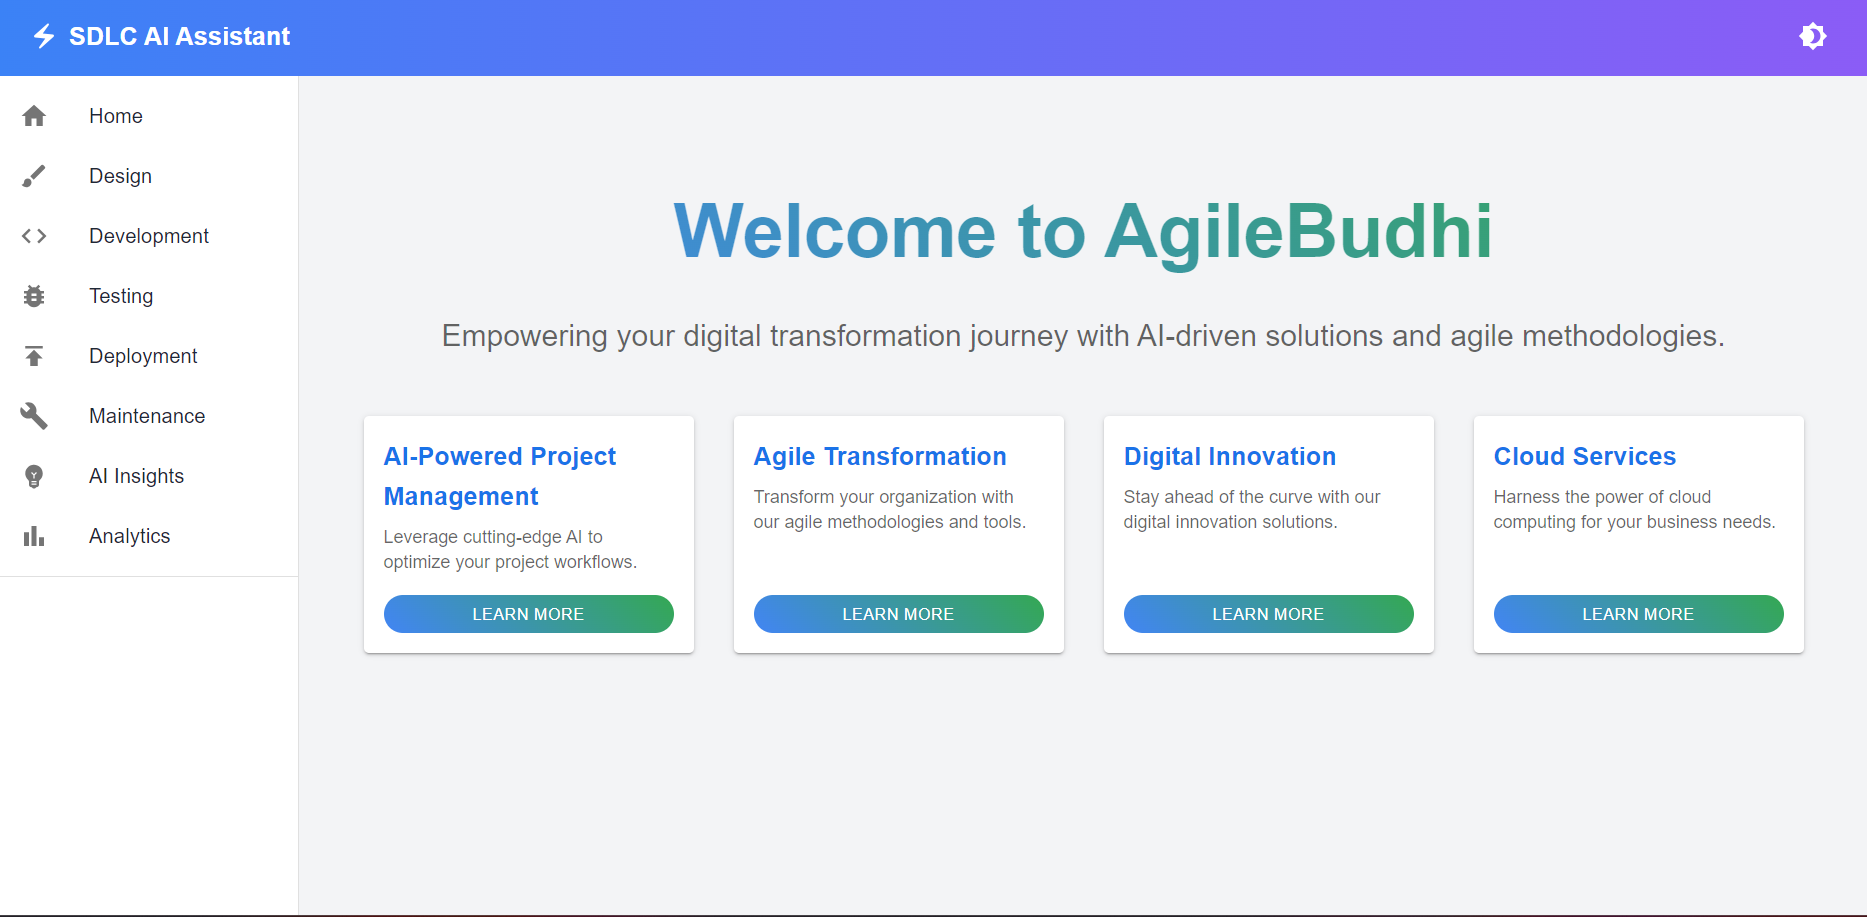 SDLC AI Assistant
Home
Design
Development
Testing
Deployment
Maintenance
AI Insights
Analytics
Welcome to AgileBudhi
Empowering your digital transformation journey with AI-driven solutions and agile methodologies.
AI-Powered Project
Management
Leverage cutting-edge AI to
optimize your project workflows.
LEARN MORE
Agile Transformation
Transform your organization with
our agile methodologies and tools.
LEARN MORE
Digital Innovation
Stay ahead of the curve with our
digital innovation solutions.
LEARN MORE
Cloud Services
Harness the power of cloud
computing for your business needs.
LEARN MORE